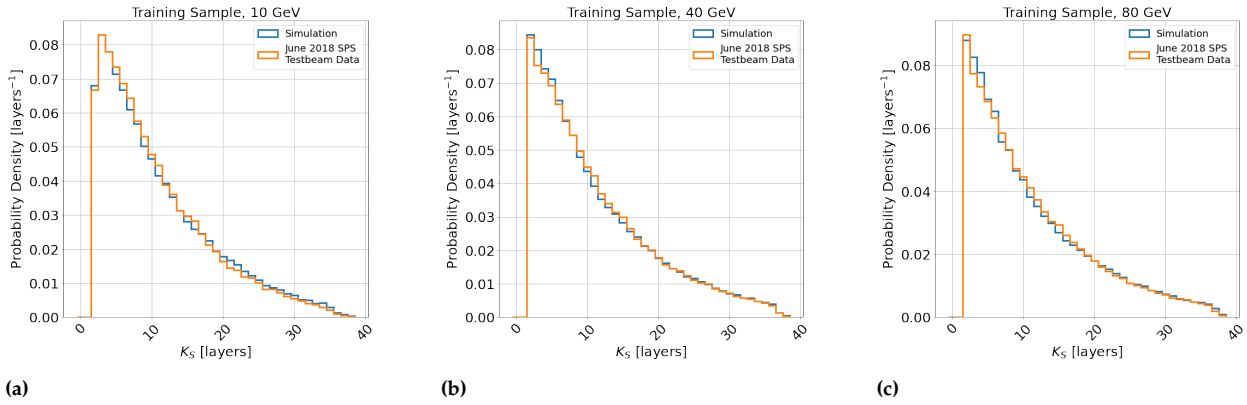 Training Sample, 10 GeV
Probability Density [layers⁻¹]
0.08
0.07
0.06
0.05
0.04
0.03
0.02
0.01
0.00
Simulation
June 2018 SPS
Testbeam Data
0 10 20 30 40
K_S [layers]
(a)
Training Sample, 40 GeV
Probability Density [layers⁻¹]
0.08
0.07
0.06
0.05
0.04
0.03
0.02
0.01
0.00
Simulation
June 2018 SPS
Testbeam Data
0 10 20 30 40
K_S [layers]
(b)
Training Sample, 80 GeV
Probability Density [layers⁻¹]
0.08
0.06
0.04
0.02
0.00
Simulation
June 2018 SPS
Testbeam Data
0 10 20 30 40
K_S [layers]
(c)